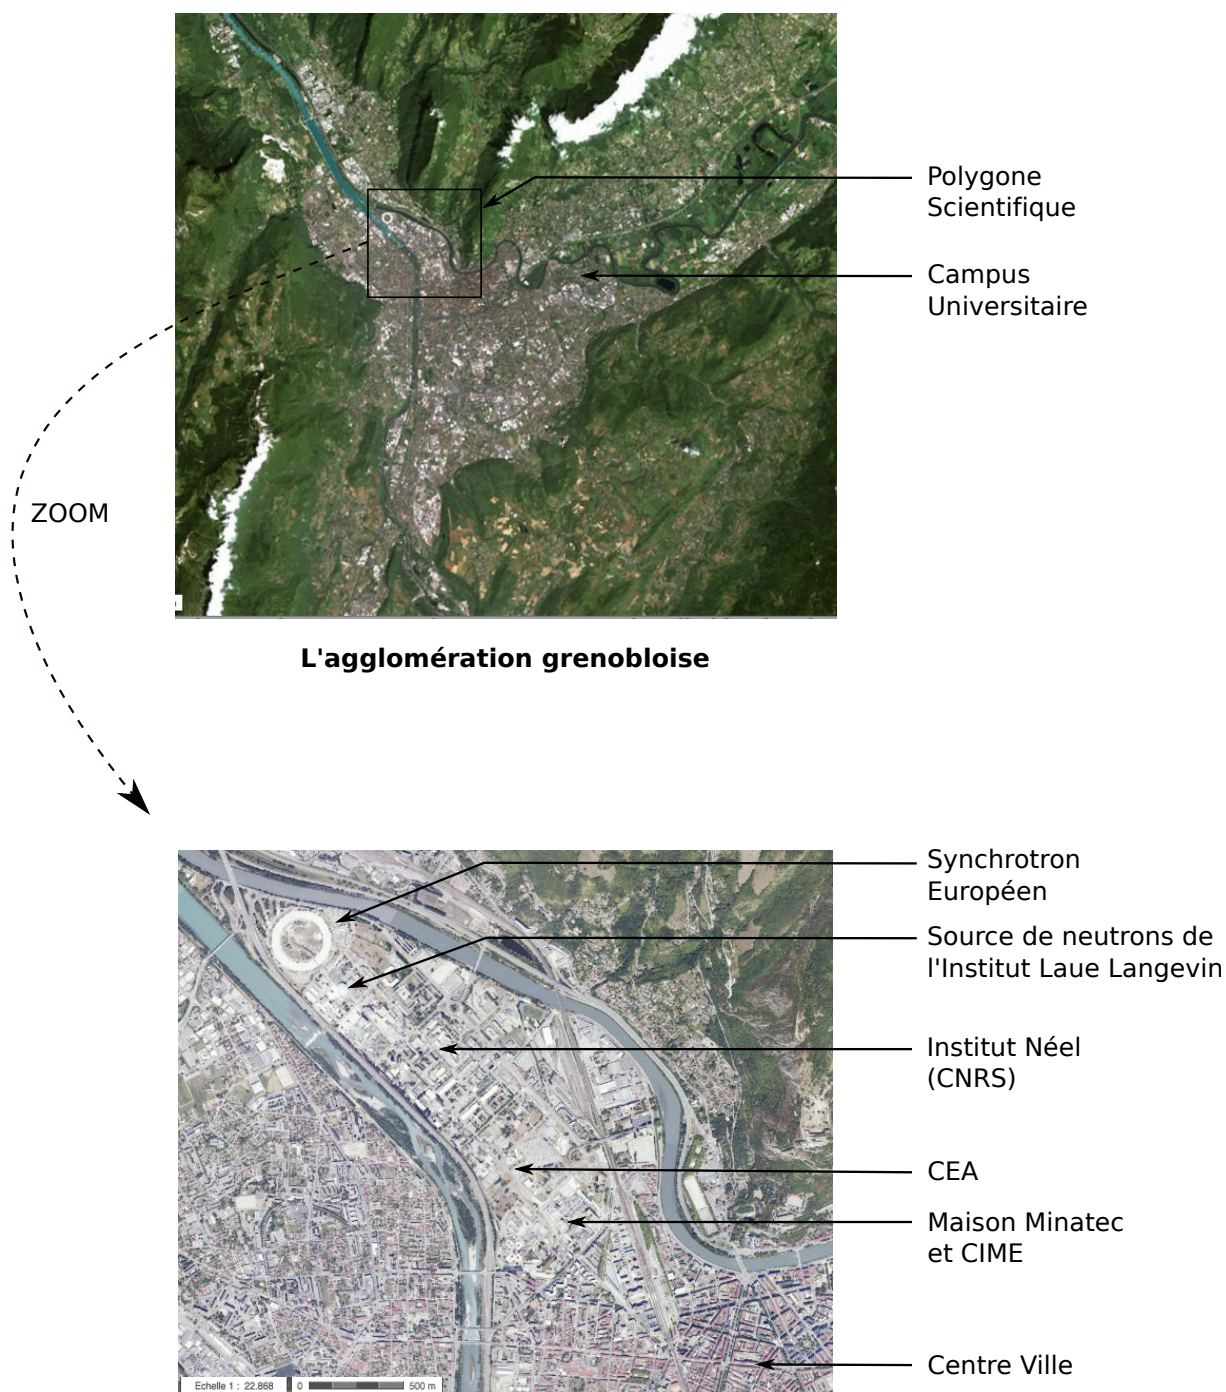 Polygone
Scientifique
Campus
Universitaire
ZOOM
L'agglomération grenobloise
Synchrotron
Européen
Source de neutrons de
l'Institut Laue Langevin
Institut Néel
(CNRS)
CEA
Maison Minatec
et CIME
Centre Ville
Echelle 1 : 22.868
0 500 m